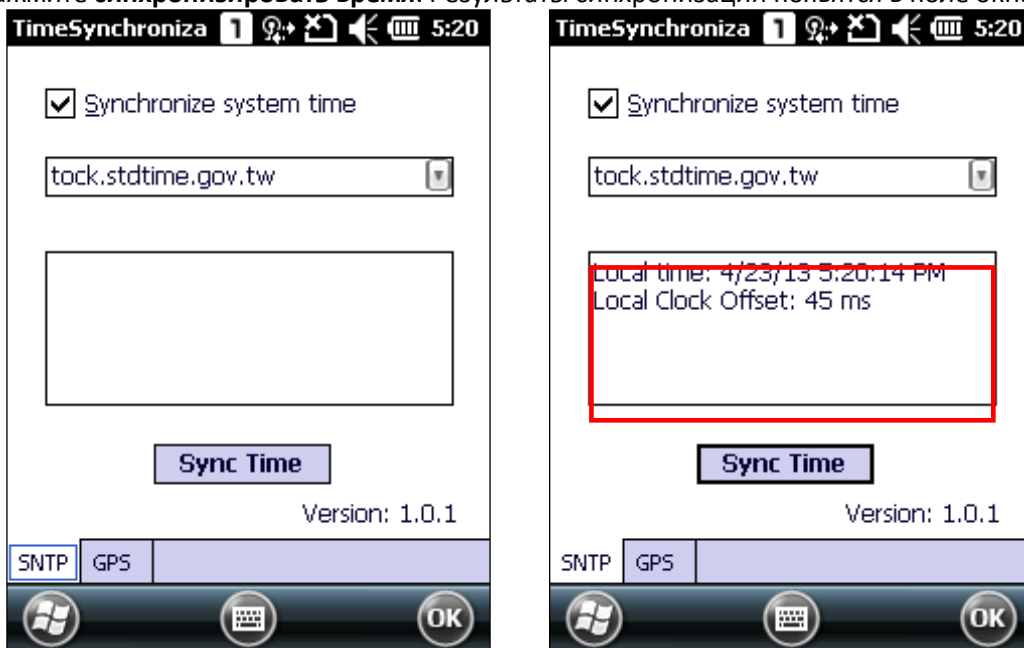 синхронизировать время. Результаты синхронизации появятся в поле окна
TimeSynchroniza 1 5:20
Synchronize system time
tock.stdtime.gov.tw
Sync Time
Version: 1.0.1
SNTP GPS
OK
TimeSynchroniza 1 5:20
Synchronize system time
tock.stdtime.gov.tw
Local time: 4/23/13 5:20:14 PM
Local Clock Offset: 45 ms
Sync Time
Version: 1.0.1
SNTP GPS
OK